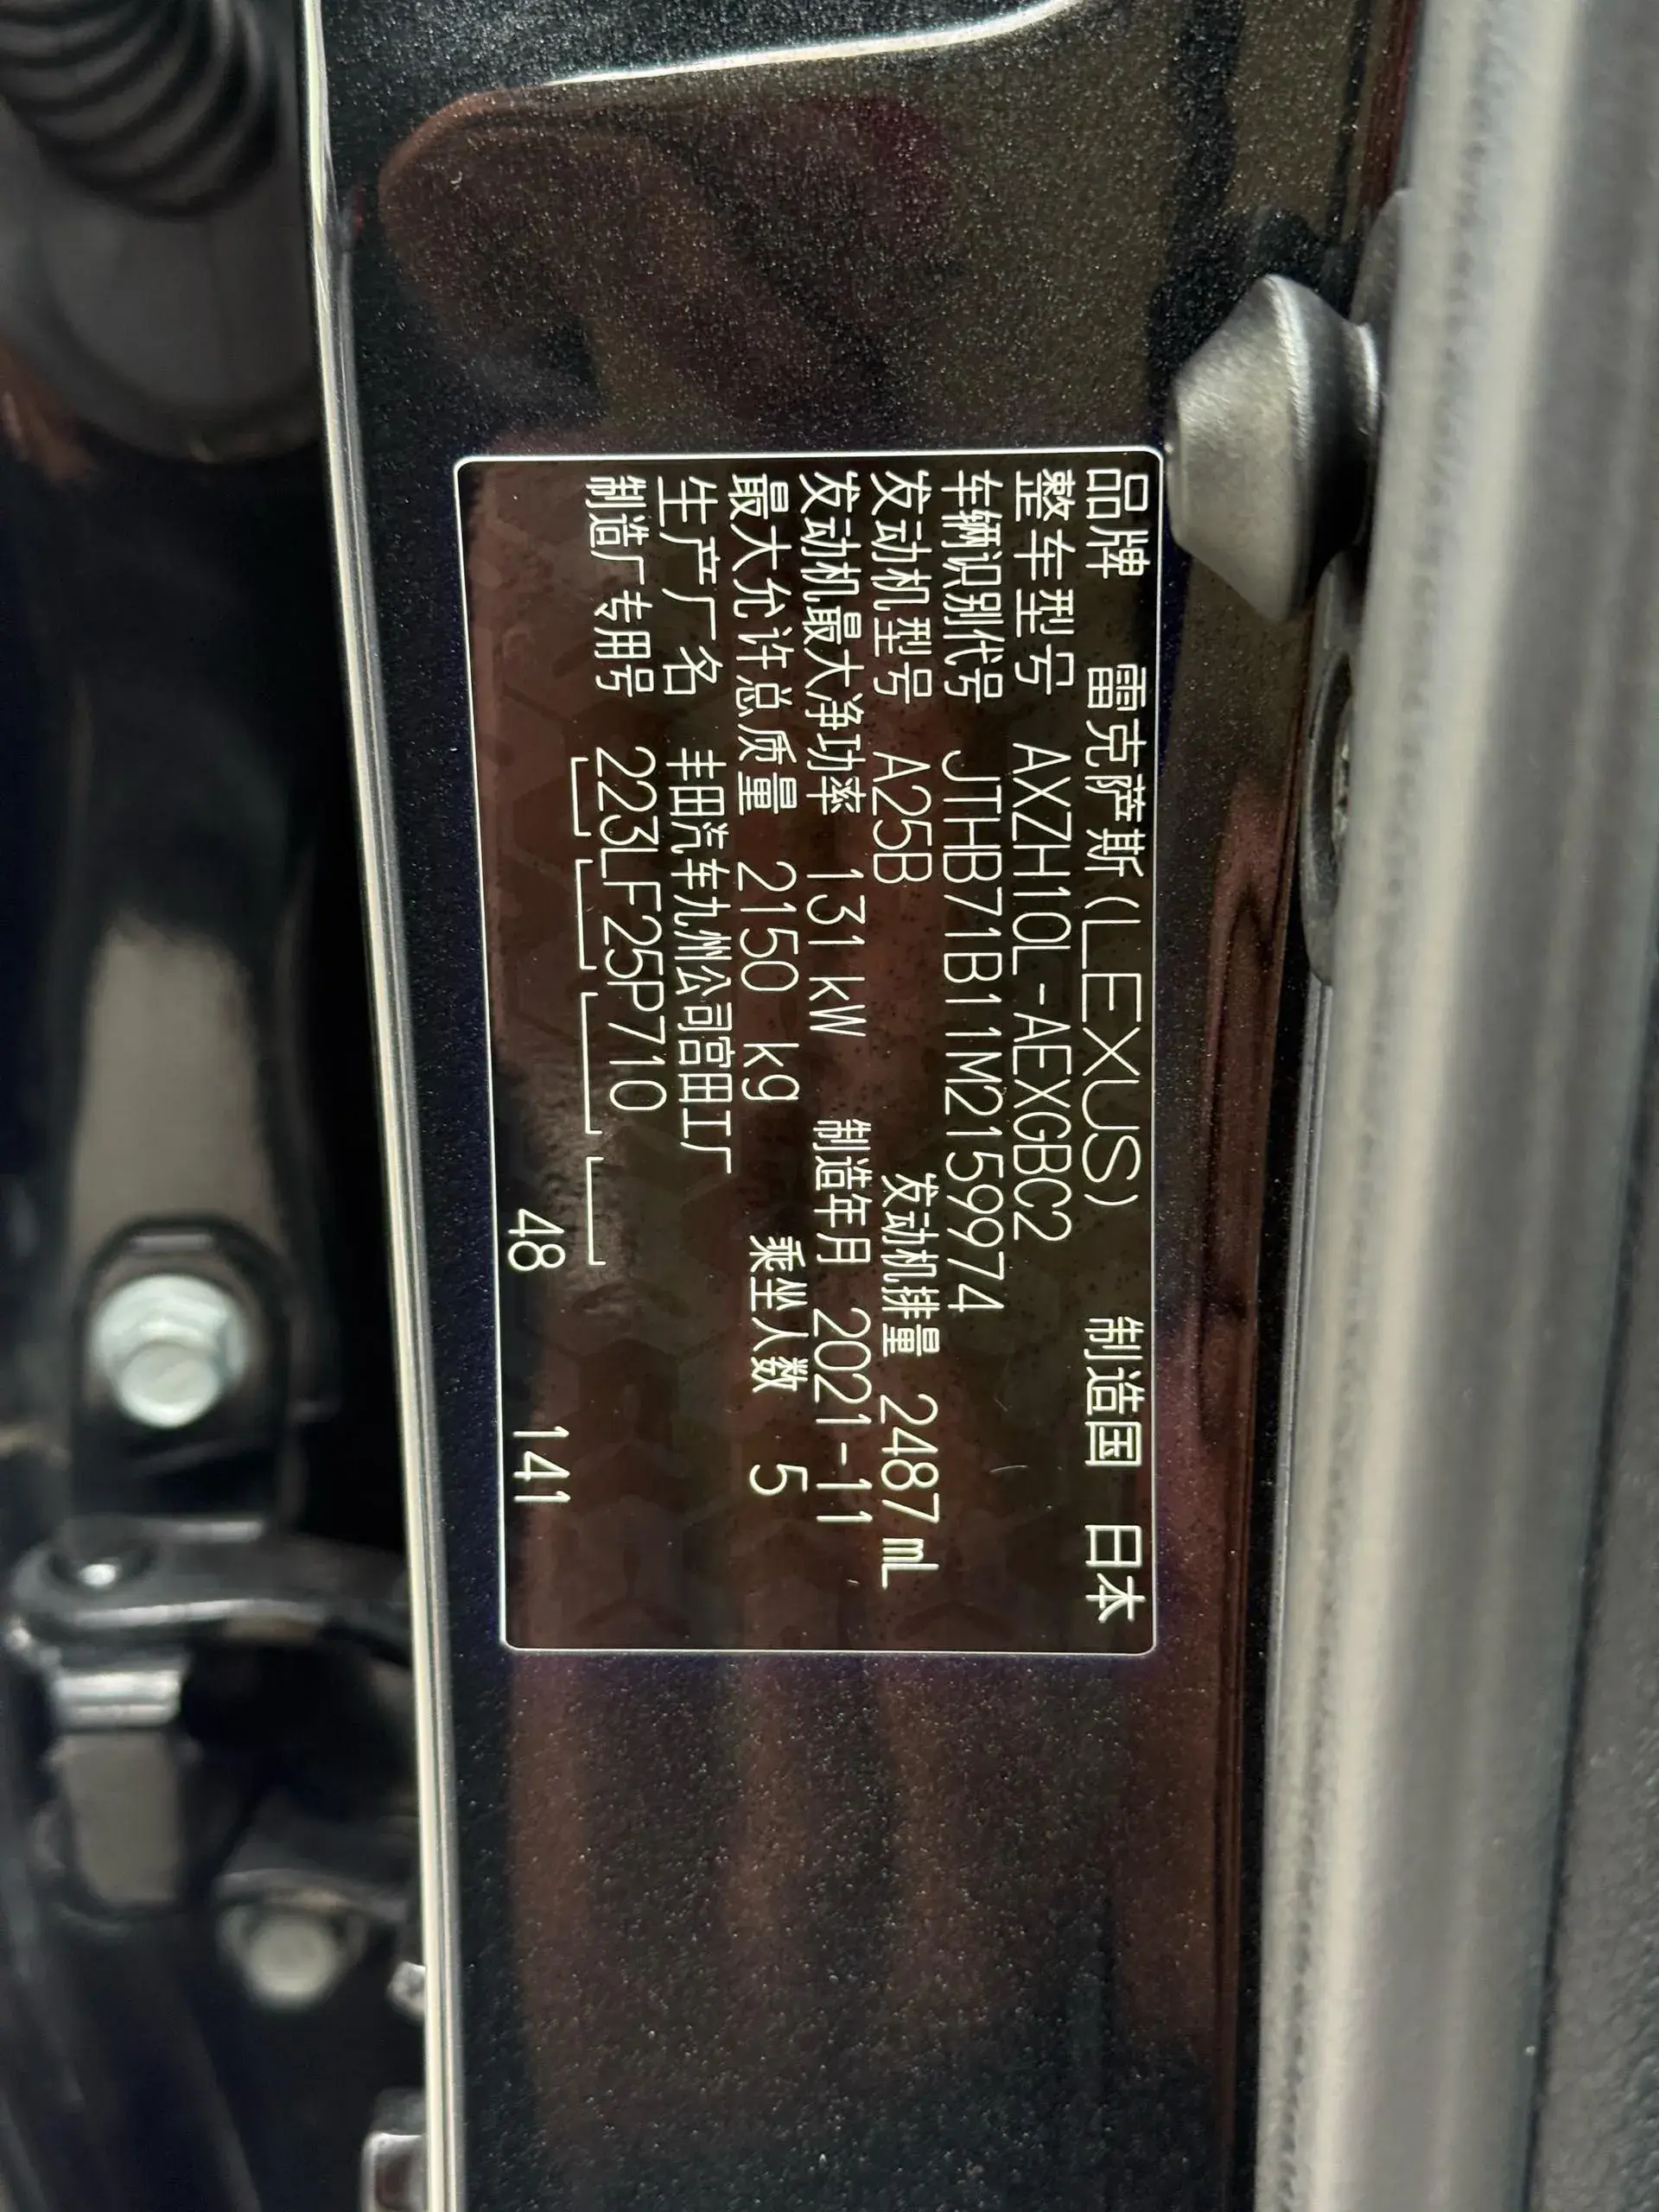 品牌 雷克萨斯(LEXUS) 制造国 日本
整车型号 AXZH10L-AEXGBC2
车辆识别代号 JTHB71B11M2159974
发动机型号 A25B 发动机排量 2487 mL
发动机最大净功率 131 kW 制造年月 2021-11
最大允许总质量 2150 kg 乘坐人数 5
生产厂名 丰田汽车九州公司宫田工厂
制造厂专用号 223LF25P710
48 141